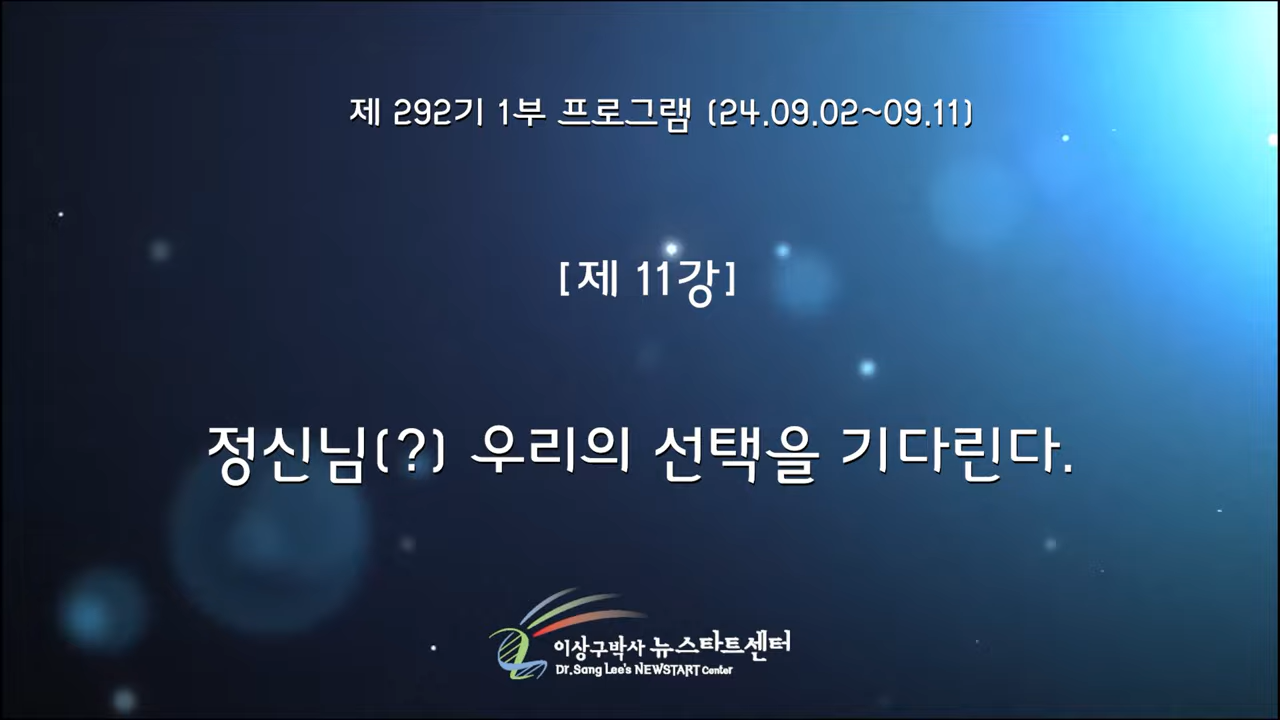 제 292기 1부 프로그램 (24.09.02~09.11)
[제 11강]
정신님(?) 우리의 선택을 기다린다.
이상구박사 뉴스타트센터
Dr.Sang Lee's NEWSTART Center